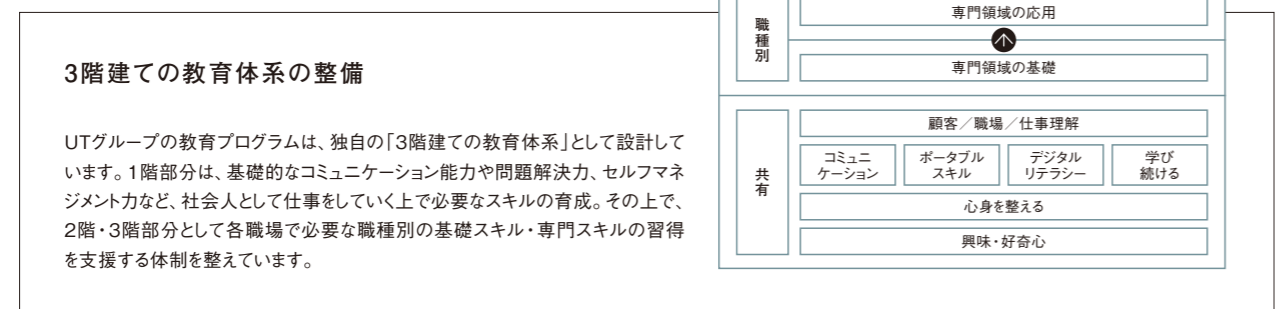 3階建ての教育体系の整備
UTグループの教育プログラムは、独自の「3階建ての教育体系」として設計して
います。1階部分は、基礎的なコミュニケーション能力や問題解決力、セルフマネ
ジメント力など、社会人として仕事をしていく上で必要なスキルの育成。その上で、
2階・3階部分として各職場で必要な職種別の基礎スキル・専門スキルの習得
を支援する体制を整えています。
職種別
専門領域の応用
専門領域の基礎
共有
顧客/職場/仕事理解
コミュニ
ケーション
ポータブル
スキル
デジタル
リテラシー
学び
続ける
心身を整える
興味・好奇心